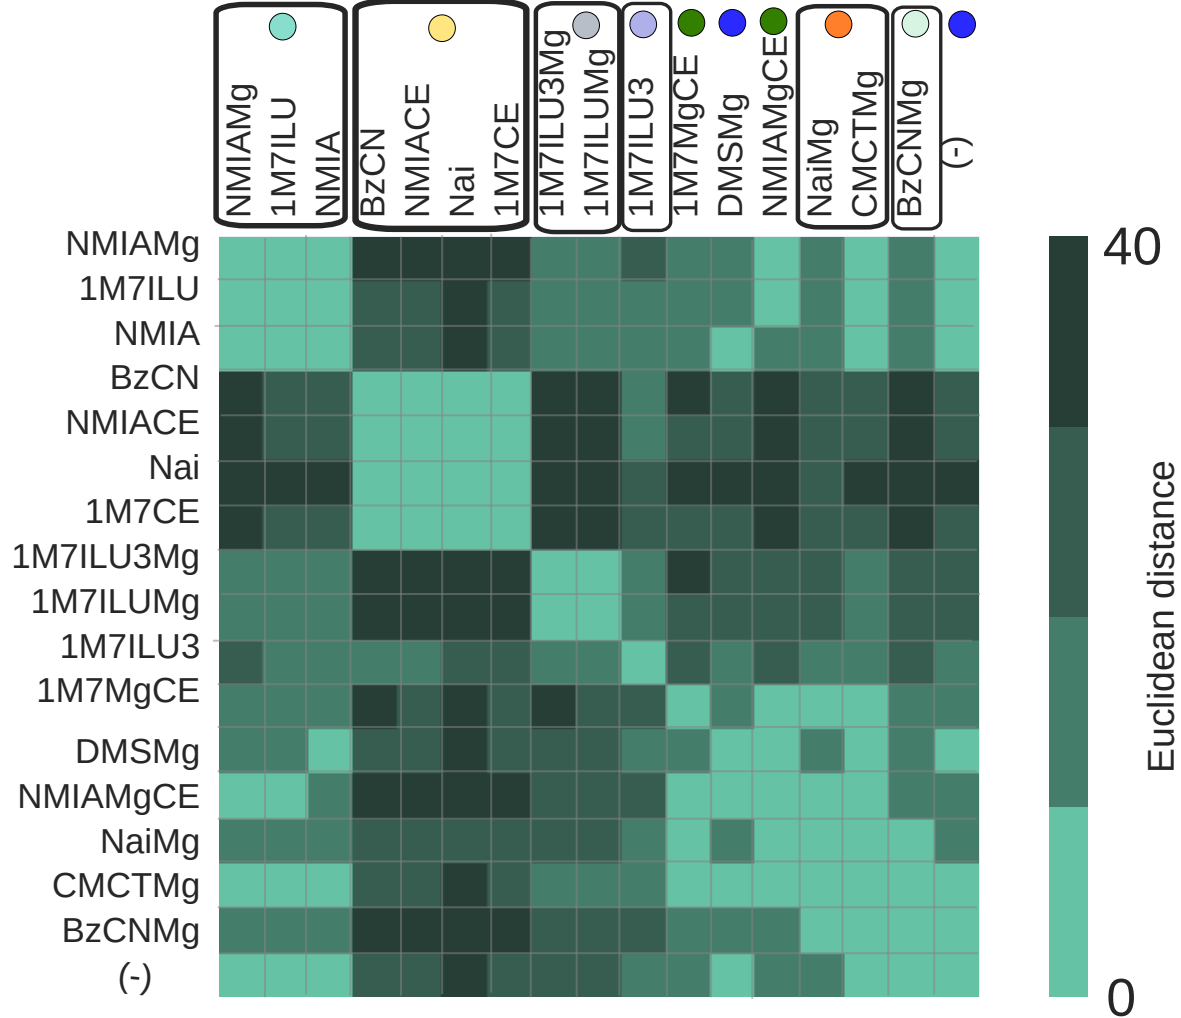 NMIAMg
1M7ILU
NMIA
BzCN
NMIACE
Nai
1M7CE
1M7ILU3Mg
1M7ILUMg
1M7ILU3
1M7MgCE
DMSMg
NMIAMgCE
NaiMg
CMCTMg
BzCNMg
(-)
NMIAMg
1M7ILU
NMIA
BzCN
NMIACE
Nai
1M7CE
1M7ILU3Mg
1M7ILUMg
1M7ILU3
1M7MgCE
DMSMg
NMIAMgCE
NaiMg
CMCTMg
BzCNMg
(-)
40
Euclidean distance
0